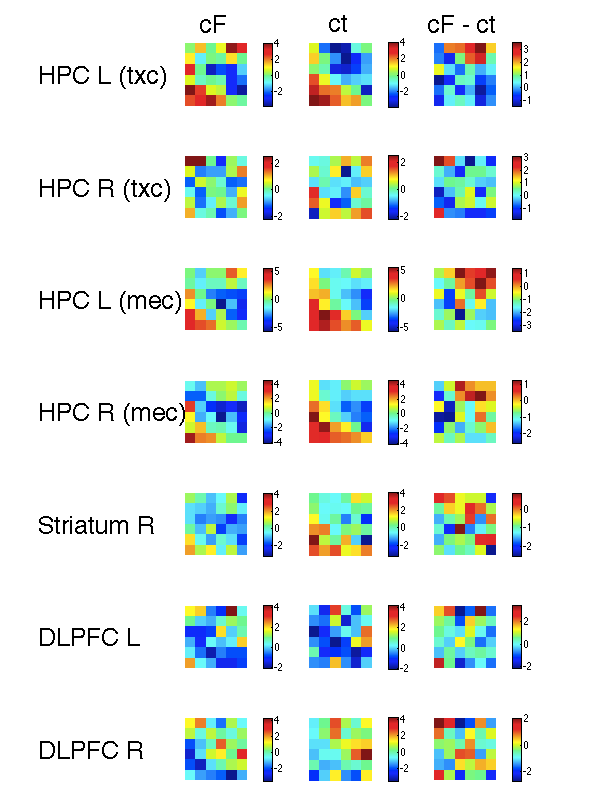 cF ct cF - ct
HPC L (txc) 4 2 0 -2 4 2 0 -2 3 2 1 0 -1
HPC R (txc) 2 0 -2 2 0 -2 3 2 1 0 -1
HPC L (mec) 5 0 -5 5 0 -5 1 0 -1 -2 -3
HPC R (mec) 4 2 0 -2 -4 4 2 0 -2 -4 1 0 -1 -2
Striatum R 4 2 0 -2 4 2 0 -2 0 -1 -2
DLPFC L 4 2 0 -2 4 2 0 -2 2 1 0 -1 -2
DLPFC R 4 2 0 -2 4 2 0 -2 2 1 0 -1